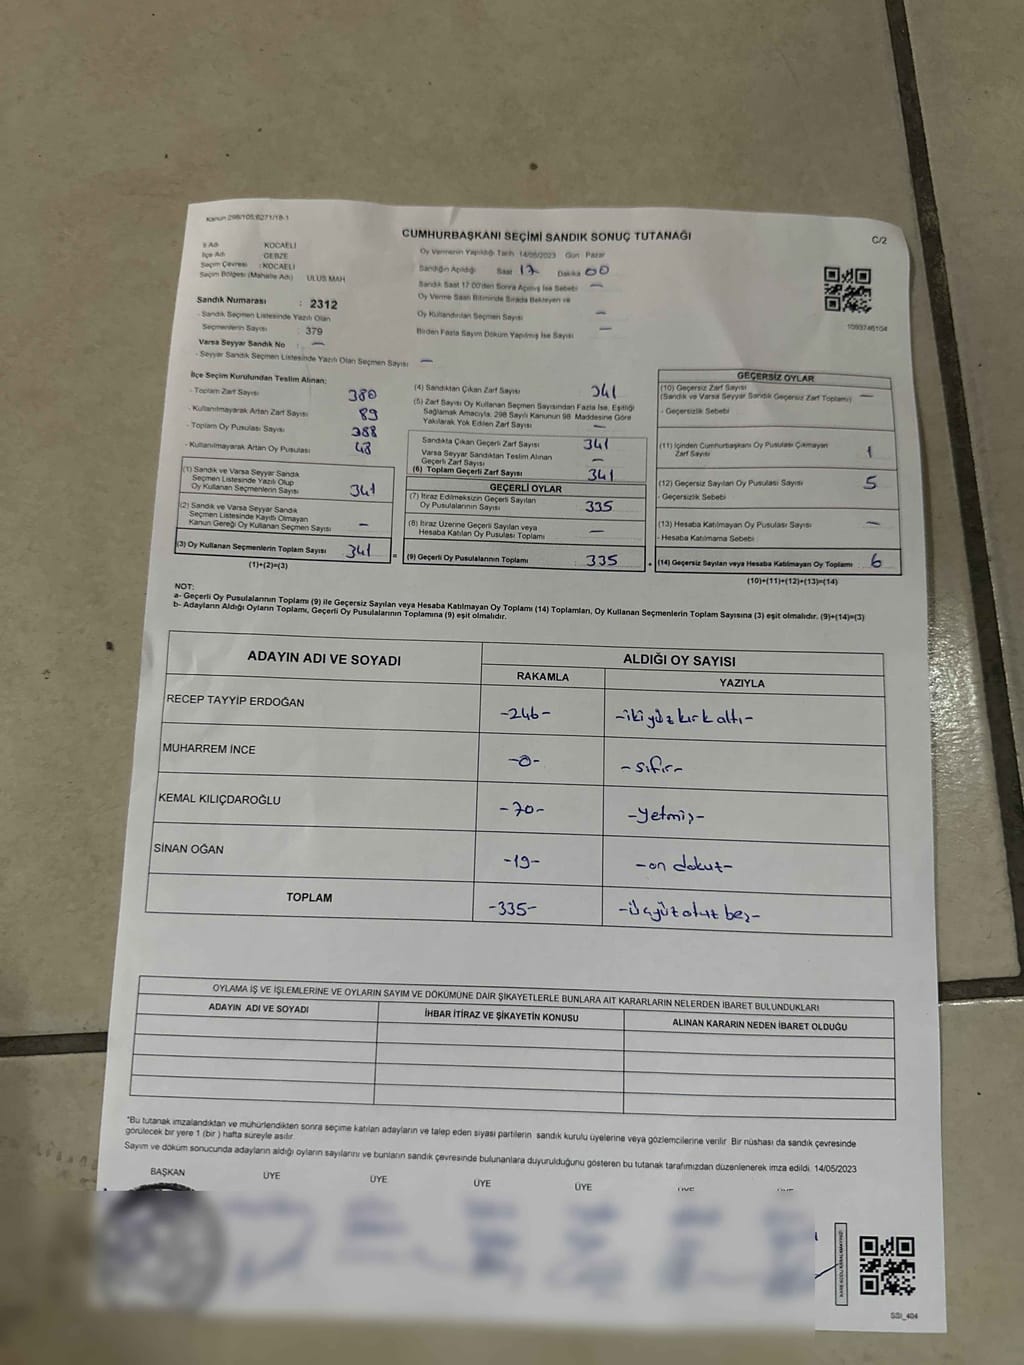 Kanun 298/105;6271/18-1
CUMHURBAŞKANI SEÇİMİ SANDIK SONUÇ TUTANAĞI
C/2
İl Adı KOCAELİ
İlçe Adı GEBZE
Seçim Çevresi : KOCAELİ
Seçim Bölgesi (Mahalle Adı) ULUS MAH
Sandık Numarası : 2312
- Sandık Seçmen Listesinde Yazılı Olan
Seçmenlerin Sayısı : 379
Varsa Seyyar Sandık No : —
- Seyyar Sandık Seçmen Listesinde Yazılı Olan Seçmen Sayısı —
Oy Vermenin Yapıldığı Tarih 14/05/2023 Gün Pazar
Sandığın Açıldığı Saat 17 Dakika 00
Sandık Saat 17.00'den Sonra Açılmış İse Sebebi —
Oy Verme Saati Bitiminde Sırada Bekleyen ve
Oy Kullandırılan Seçmen Sayısı —
Birden Fazla Sayım Döküm Yapılmış İse Sayısı —
1093746104
İlçe Seçim Kurulundan Teslim Alınan;
- Toplam Zarf Sayısı 380
- Kullanılmayarak Artan Zarf Sayısı 89
- Toplam Oy Pusulası Sayısı 388
- Kullanılmayarak Artan Oy Pusulası 48
(1) Sandık ve Varsa Seyyar Sandık
Seçmen Listesinde Yazılı Olup
Oy Kullanan Seçmenlerin Sayısı 341
(2) Sandık ve Varsa Seyyar Sandık
Seçmen Listesinde Kayıtlı Olmayan
Kanun Gereği Oy Kullanan Seçmen Sayısı —
(3) Oy Kullanan Seçmenlerin Toplam Sayısı 341 =
(1)+(2)=(3)
(4) Sandıktan Çıkan Zarf Sayısı 341
(5) Zarf Sayısı Oy Kullanan Seçmen Sayısından Fazla İse, Eşitliği
Sağlamak Amacıyla, 298 Sayılı Kanunun 98. Maddesine Göre
Yakılarak Yok Edilen Zarf Sayısı —
Sandıkta Çıkan Geçerli Zarf Sayısı 341
Varsa Seyyar Sandıktan Teslim Alınan
Geçerli Zarf Sayısı —
(6) Toplam Geçerli Zarf Sayısı 341
GEÇERLİ OYLAR
(7) İtiraz Edilmeksizin Geçerli Sayılan
Oy Pusulalarının Sayısı 335
(8) İtiraz Üzerine Geçerli Sayılan veya
Hesaba Katılan Oy Pusulası Toplamı —
(9) Geçerli Oy Pusulalarının Toplamı 335 +
GEÇERSİZ OYLAR
(10) Geçersiz Zarf Sayısı
(Sandık ve Varsa Seyyar Sandık Geçersiz Zarf Toplamı) —
- Geçersizlik Sebebi
(11) İçinden Cumhurbaşkanı Oy Pusulası Çıkmayan
Zarf Sayısı 1
(12) Geçersiz Sayılan Oy Pusulası Sayısı 5
- Geçersizlik Sebebi
(13) Hesaba Katılmayan Oy Pusulası Sayısı —
- Hesaba Katılmama Sebebi
(14) Geçersiz Sayılan veya Hesaba Katılmayan Oy Toplamı 6
(10)+(11)+(12)+(13)=(14)
NOT:
a- Geçerli Oy Pusulalarının Toplamı (9) ile Geçersiz Sayılan veya Hesaba Katılmayan Oy Toplamı (14) Toplamları, Oy Kullanan Seçmenlerin Toplam Sayısına (3) eşit olmalıdır. (9)+(14)=(3)
b- Adayların Aldığı Oyların Toplamı, Geçerli Oy Pusulalarının Toplamına (9) eşit olmalıdır.
ADAYIN ADI VE SOYADI ALDIĞI OY SAYISI
RAKAMLA YAZIYLA
RECEP TAYYİP ERDOĞAN -246- -ikiyüzkırkaltı-
MUHARREM İNCE -0- -sıfır-
KEMAL KILIÇDAROĞLU -70- -Yetmiş-
SİNAN OĞAN -19- -on dokuz-
TOPLAM -335- -üçyüzotuz beş-
OYLAMA İŞ VE İŞLEMLERİNE VE OYLARIN SAYIM VE DÖKÜMÜNE DAİR ŞİKAYETLERLE BUNLARA AİT KARARLARIN NELERDEN İBARET BULUNDUKLARI
ADAYIN ADI VE SOYADI İHBAR İTİRAZ VE ŞİKAYETİN KONUSU ALINAN KARARIN NEDEN İBARET OLDUĞU
*Bu tutanak imzalandıktan ve mühürlendikten sonra seçime katılan adayların ve talep eden siyasi partilerin sandık kurulu üyelerine veya gözlemcilerine verilir. Bir nüshası da sandık çevresinde
görülecek bir yere 1 (bir ) hafta süreyle asılır.
Sayım ve döküm sonucunda adayların aldığı oyların sayılarını ve bunların sandık çevresinde bulunanlara duyurulduğunu gösteren bu tutanak tarafımızdan düzenlenerek imza edildi. 14/05/2023
BAŞKAN ÜYE ÜYE ÜYE ÜYE ÜYE ÜYE
SSI_404